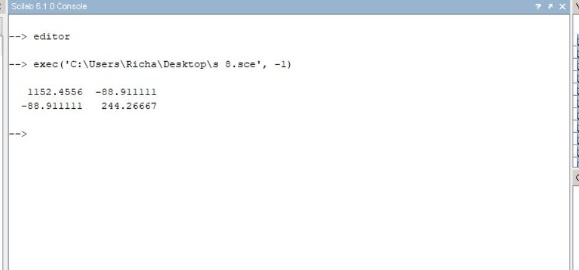 Scilab 6.1.0 Console
--> editor
--> exec('C:\Users\Richa\Desktop\s 8.sce', -1)
1152.4556 -88.911111
-88.911111 244.26667
-->